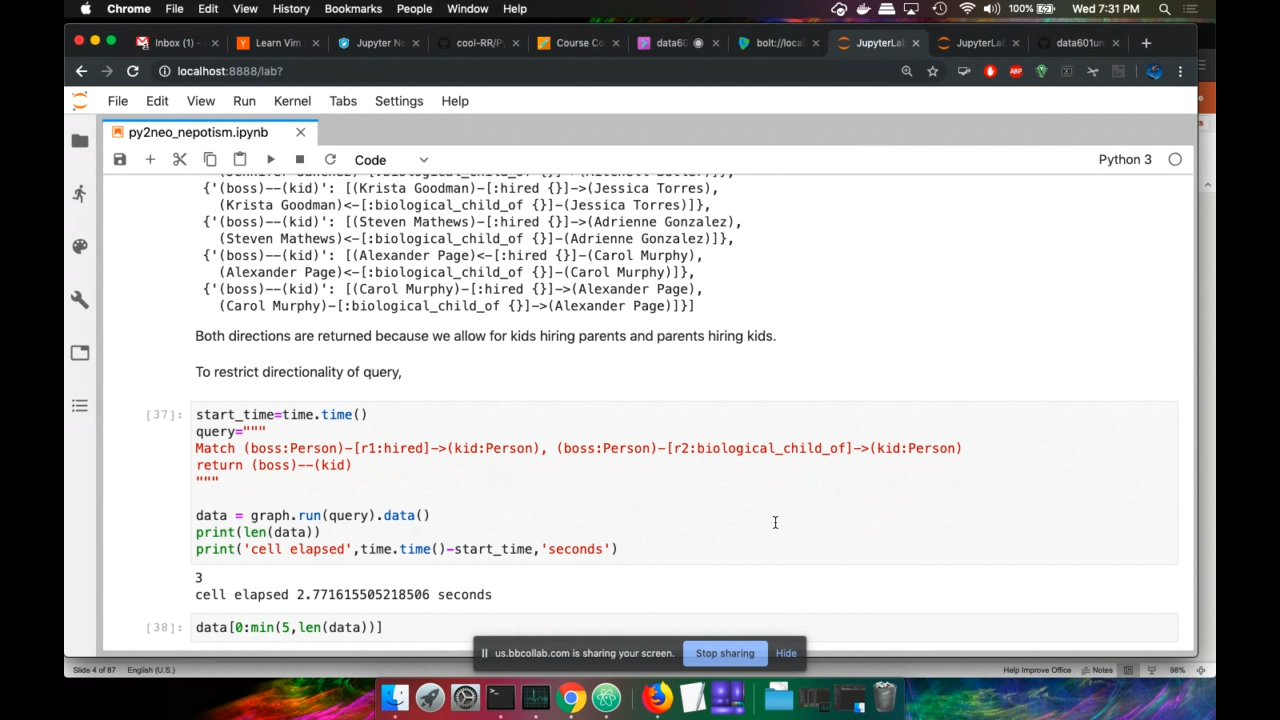 Chrome File Edit View History Bookmarks People Window Help 100% Wed 7:31 PM
Inbox (1) - Learn Vim Jupyter No cool-RR/Py Course Co data60 bolt://local JupyterLa JupyterLa data601um
localhost:8888/lab?
File Edit View Run Kernel Tabs Settings Help
py2neo_nepotism.ipynb
Code Python 3
{'(boss)--(kid)': [(Krista Goodman)-[:hired {}]->(Jessica Torres),
(Krista Goodman)<-[:biological_child_of {}]-(Jessica Torres)]},
{'(boss)--(kid)': [(Steven Mathews)-[:hired {}]->(Adrienne Gonzalez),
(Steven Mathews)<-[:biological_child_of {}]-(Adrienne Gonzalez)]},
{'(boss)--(kid)': [(Alexander Page)<-[:hired {}]-(Carol Murphy),
(Alexander Page)<-[:biological_child_of {}]-(Carol Murphy)]},
{'(boss)--(kid)': [(Carol Murphy)-[:hired {}]->(Alexander Page),
(Carol Murphy)-[:biological_child_of {}]->(Alexander Page)]}]
Both directions are returned because we allow for kids hiring parents and parents hiring kids.
To restrict directionality of query,
[37]: start_time=time.time()
query="""
Match (boss:Person)-[r1:hired]->(kid:Person), (boss:Person)-[r2:biological_child_of]->(kid:Person)
return (boss)--(kid)
"""
data = graph.run(query).data()
print(len(data))
print('cell elapsed',time.time()-start_time,'seconds')
3
cell elapsed 2.771615505218506 seconds
[38]: data[0:min(5,len(data))]
us.bbcollab.com is sharing your screen. Stop sharing Hide
Slide 4 of 87 English (U.S.) Help Improve Office Notes 98%